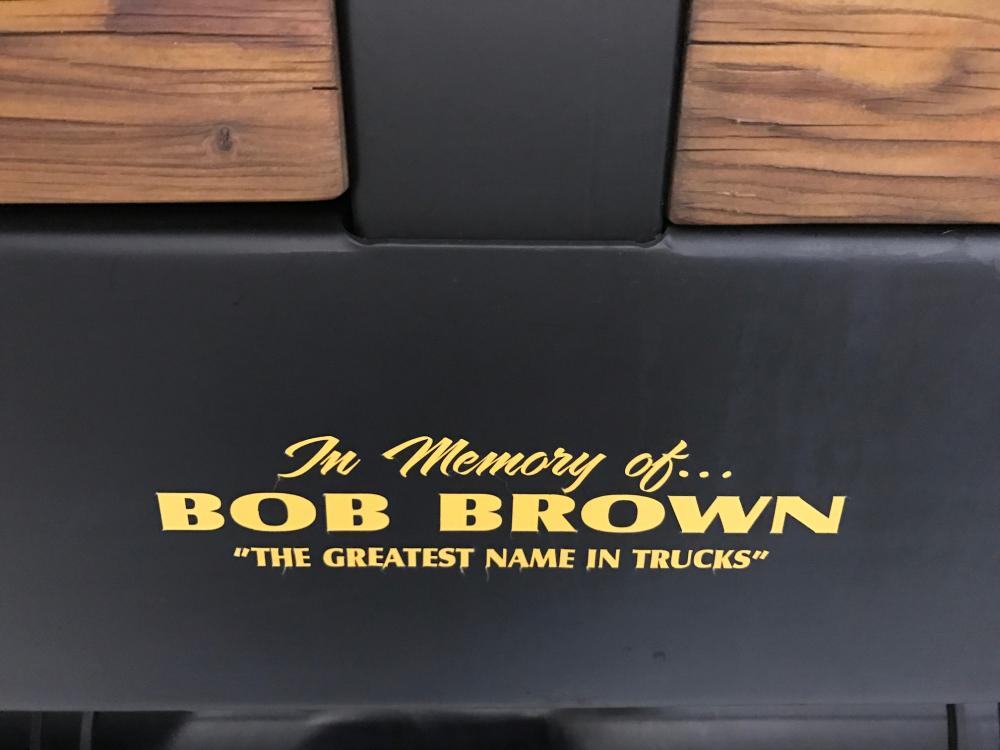 In Memory of...
BOB BROWN
"THE GREATEST NAME IN TRUCKS"